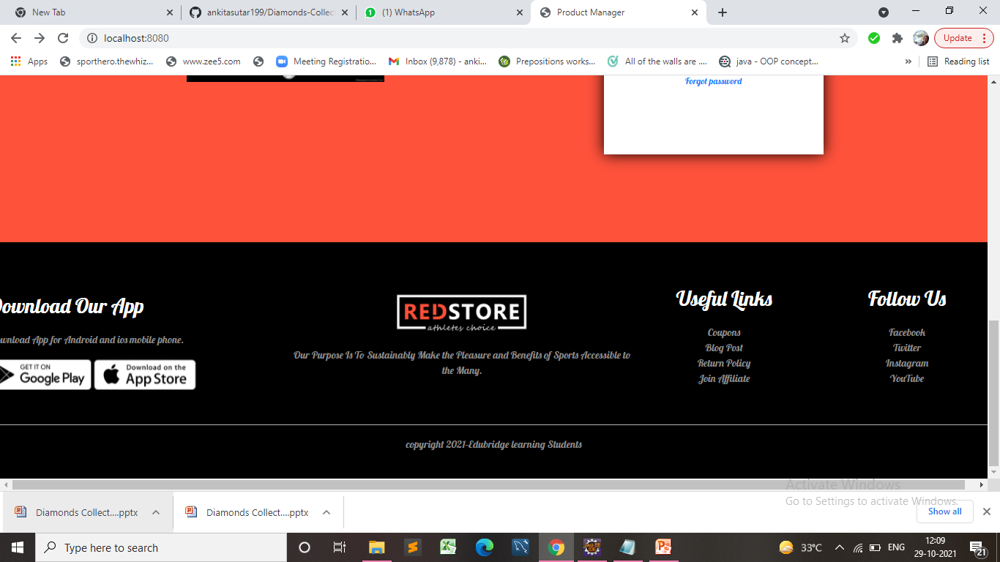 New Tab
ankitasutar199/Diamonds-Collec
(1) WhatsApp
Product Manager
localhost:8080
Update
Apps
sporthero.thewhiz...
www.zee5.com
Meeting Registratio...
Inbox (9,878) - anki...
Prepositions works...
All of the walls are ....
java - OOP concept...
»
Reading list
Forgot password
Download Our App
wnload App for Android and ios mobile phone.
GET IT ON
Google Play
Download on the
App Store
REDSTORE
athletes choice
Our Purpose Is To Sustainably Make the Pleasure and Benefits of Sports Accessible to
the Many.
Useful Links
Coupons
Blog Post
Return Policy
Join Affiliate
Follow Us
Facebook
Twitter
Instagram
YouTube
copyright 2021-Edubridge learning Students
Activate Windows
Go to Settings to activate Windows.
Diamonds Collect....pptx
Diamonds Collect....pptx
Show all
Type here to search
33°C
ENG
12:09
29-10-2021
21